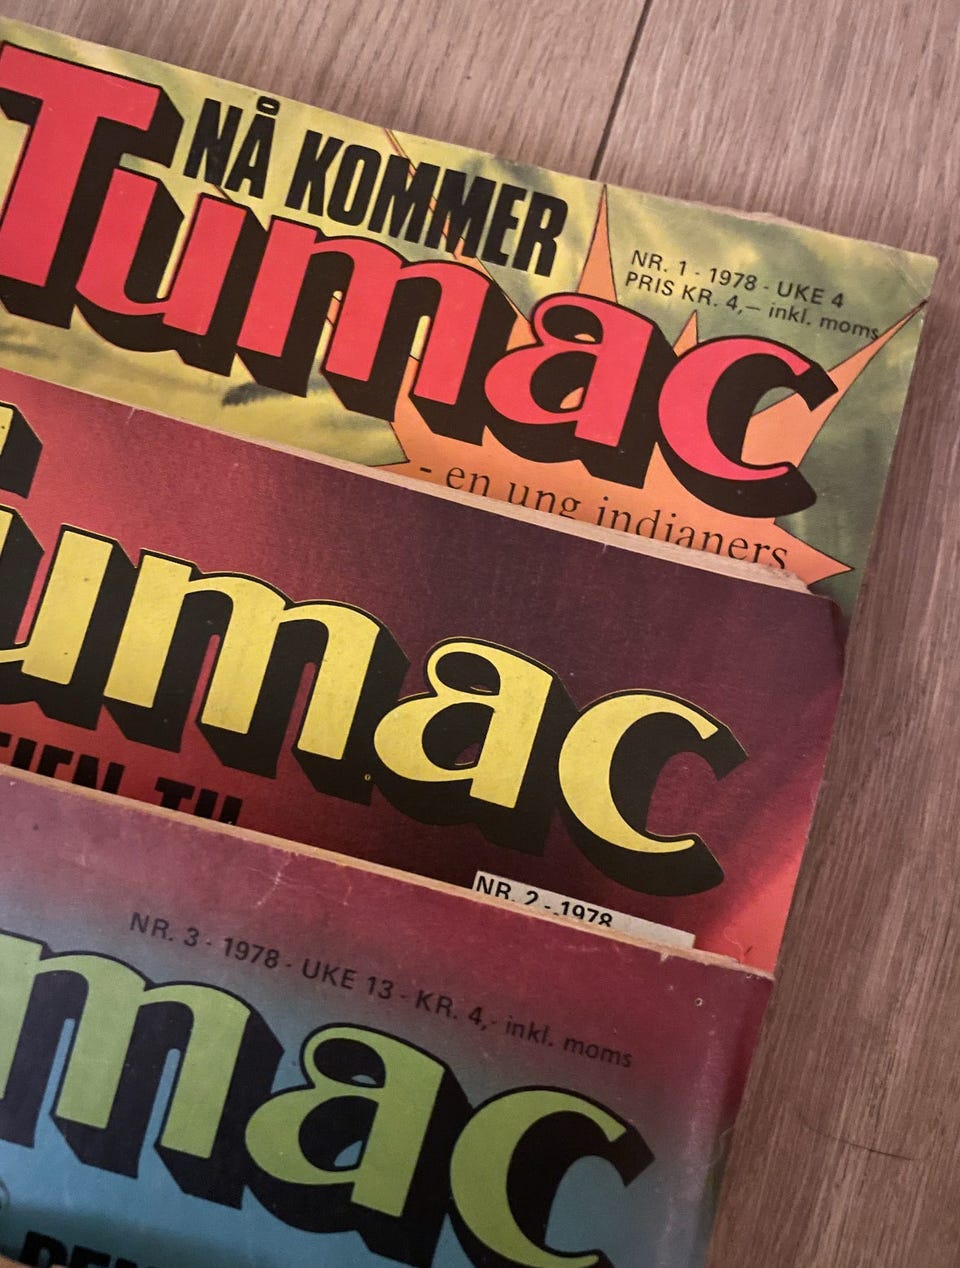 NÅ KOMMER
Tumac
NR. 1 - 1978 - UKE 4
PRIS KR. 4,– inkl. moms
- en ung indianers
umac
TIL
NR. 2 - 1978
NR. 3 - 1978 - UKE 13 - KR. 4,- inkl. moms
mac